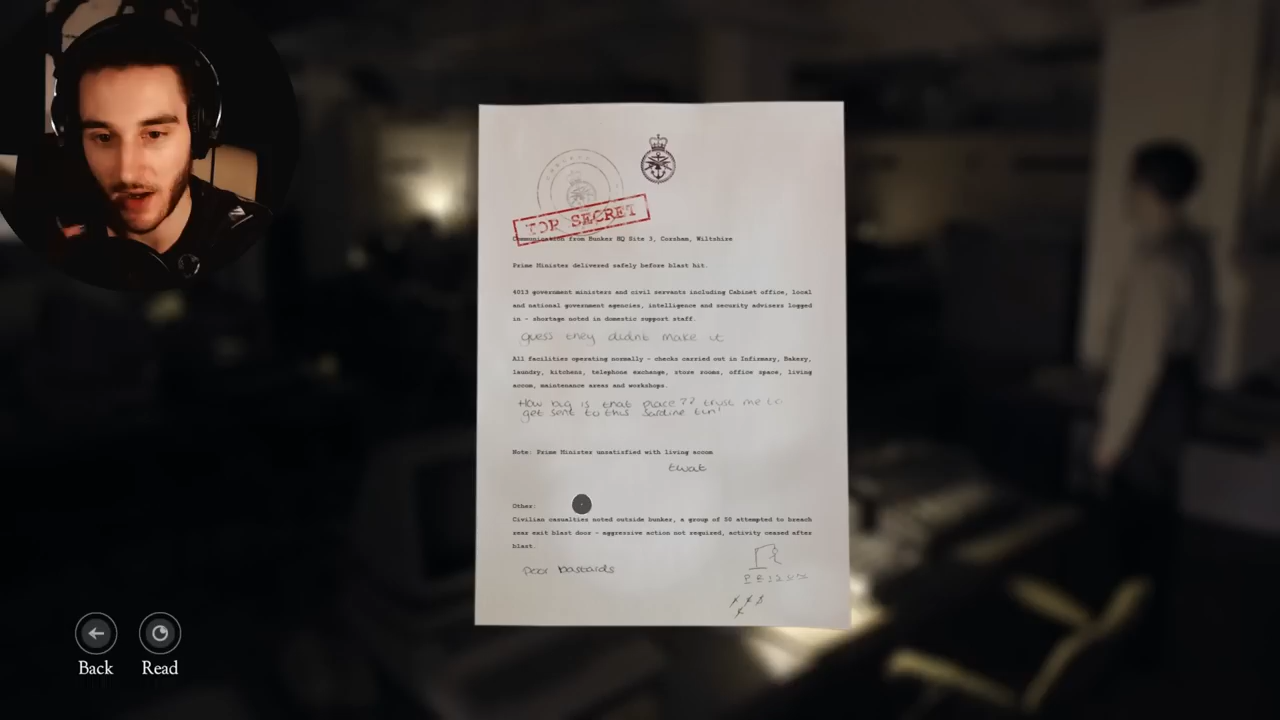 TOP SECRET
Communication from Bunker HQ Site 3, Corsham, Wiltshire
Prime Minister delivered safely before blast hit.
4013 government ministers and civil servants including Cabinet office, local
and national government agencies, intelligence and security advisers logged
in - shortage noted in domestic support staff.
guess they didnt make it
All facilities operating normally - checks carried out in Infirmary, Bakery,
laundry, kitchens, telephone exchange, store rooms, office space, living
accom, maintenance areas and workshops.
How big is that place?? trust me to
get sent to this sardine tin!
Note: Prime Minister unsatisfied with living accom
twat
Other:
Civilian casualties noted outside bunker, a group of 50 attempted to breach
rear exit blast door - aggressive action not required, activity ceased after
blast.
poor bastards
Back
Read